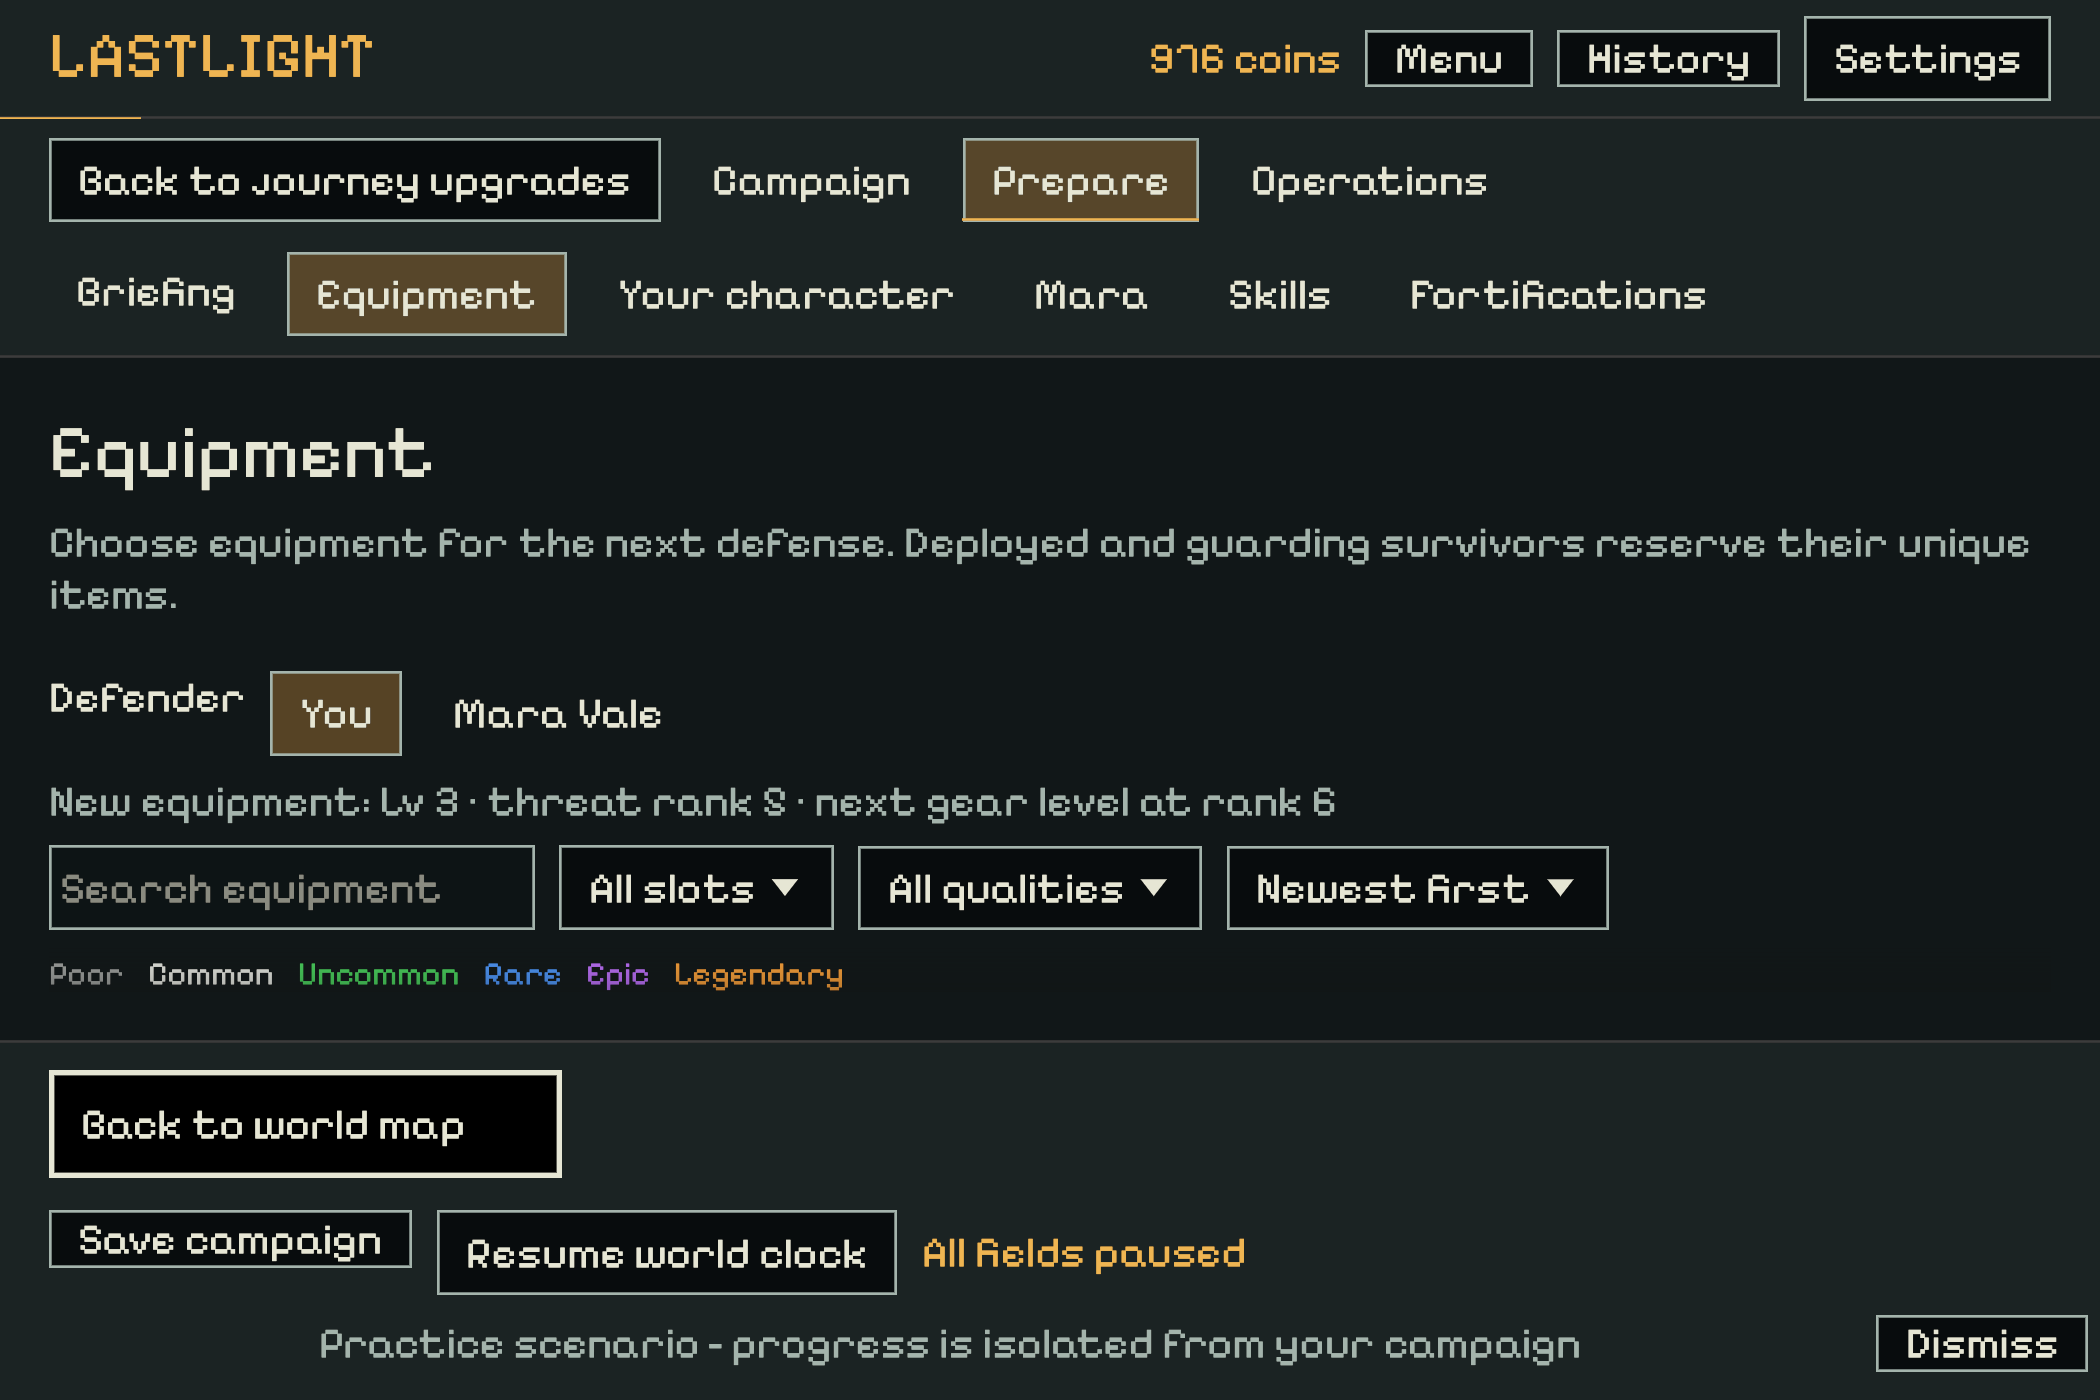 LASTLIGHT
976 coins Menu History Settings
Back to journey upgrades Campaign Prepare Operations
Briefing Equipment Your character Mara Skills Fortifications
Equipment
Choose equipment for the next defense. Deployed and guarding survivors reserve their unique
items.
Defender You Mara Vale
New equipment: Lv 3 · threat rank 5 · next gear level at rank 6
Search equipment All slots ▼ All qualities ▼ Newest first ▼
Poor Common Uncommon Rare Epic Legendary
Back to world map
Save campaign Resume world clock All fields paused
Practice scenario - progress is isolated from your campaign Dismiss